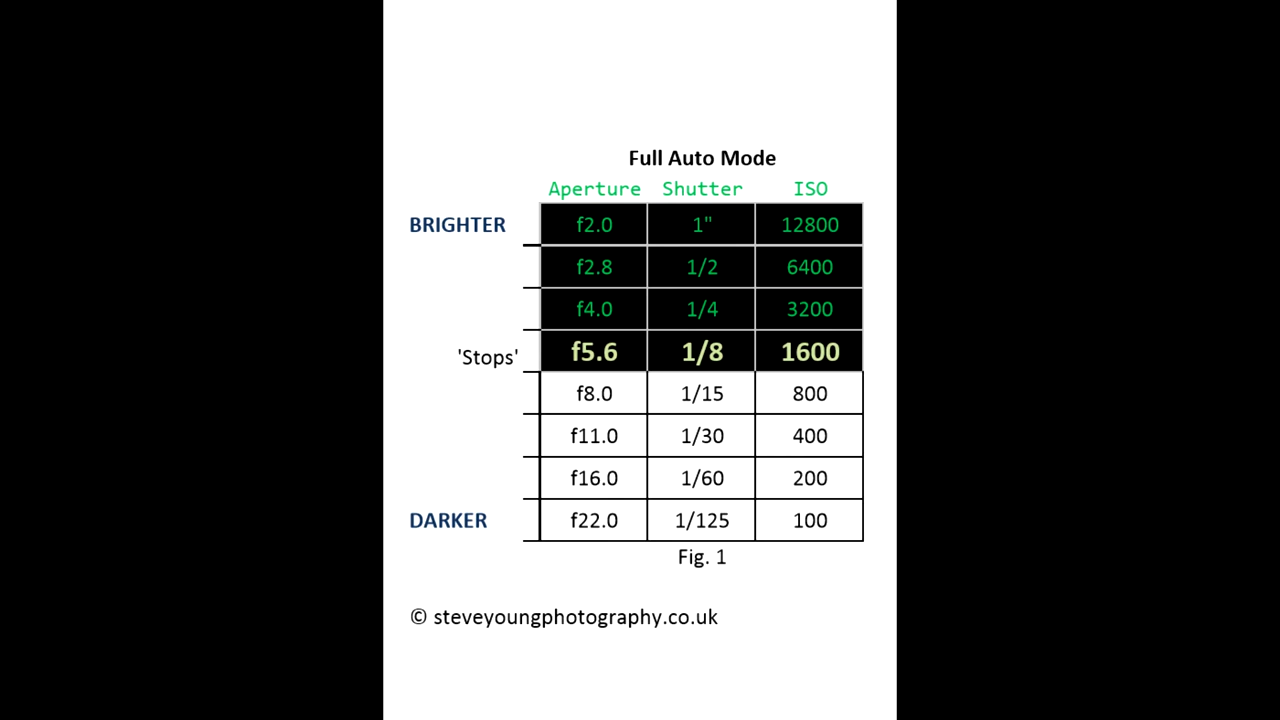 Full Auto Mode
Aperture Shutter ISO
BRIGHTER f2.0 1" 12800
f2.8 1/2 6400
f4.0 1/4 3200
'Stops' f5.6 1/8 1600
f8.0 1/15 800
f11.0 1/30 400
f16.0 1/60 200
DARKER f22.0 1/125 100
Fig. 1
© steveyoungphotography.co.uk